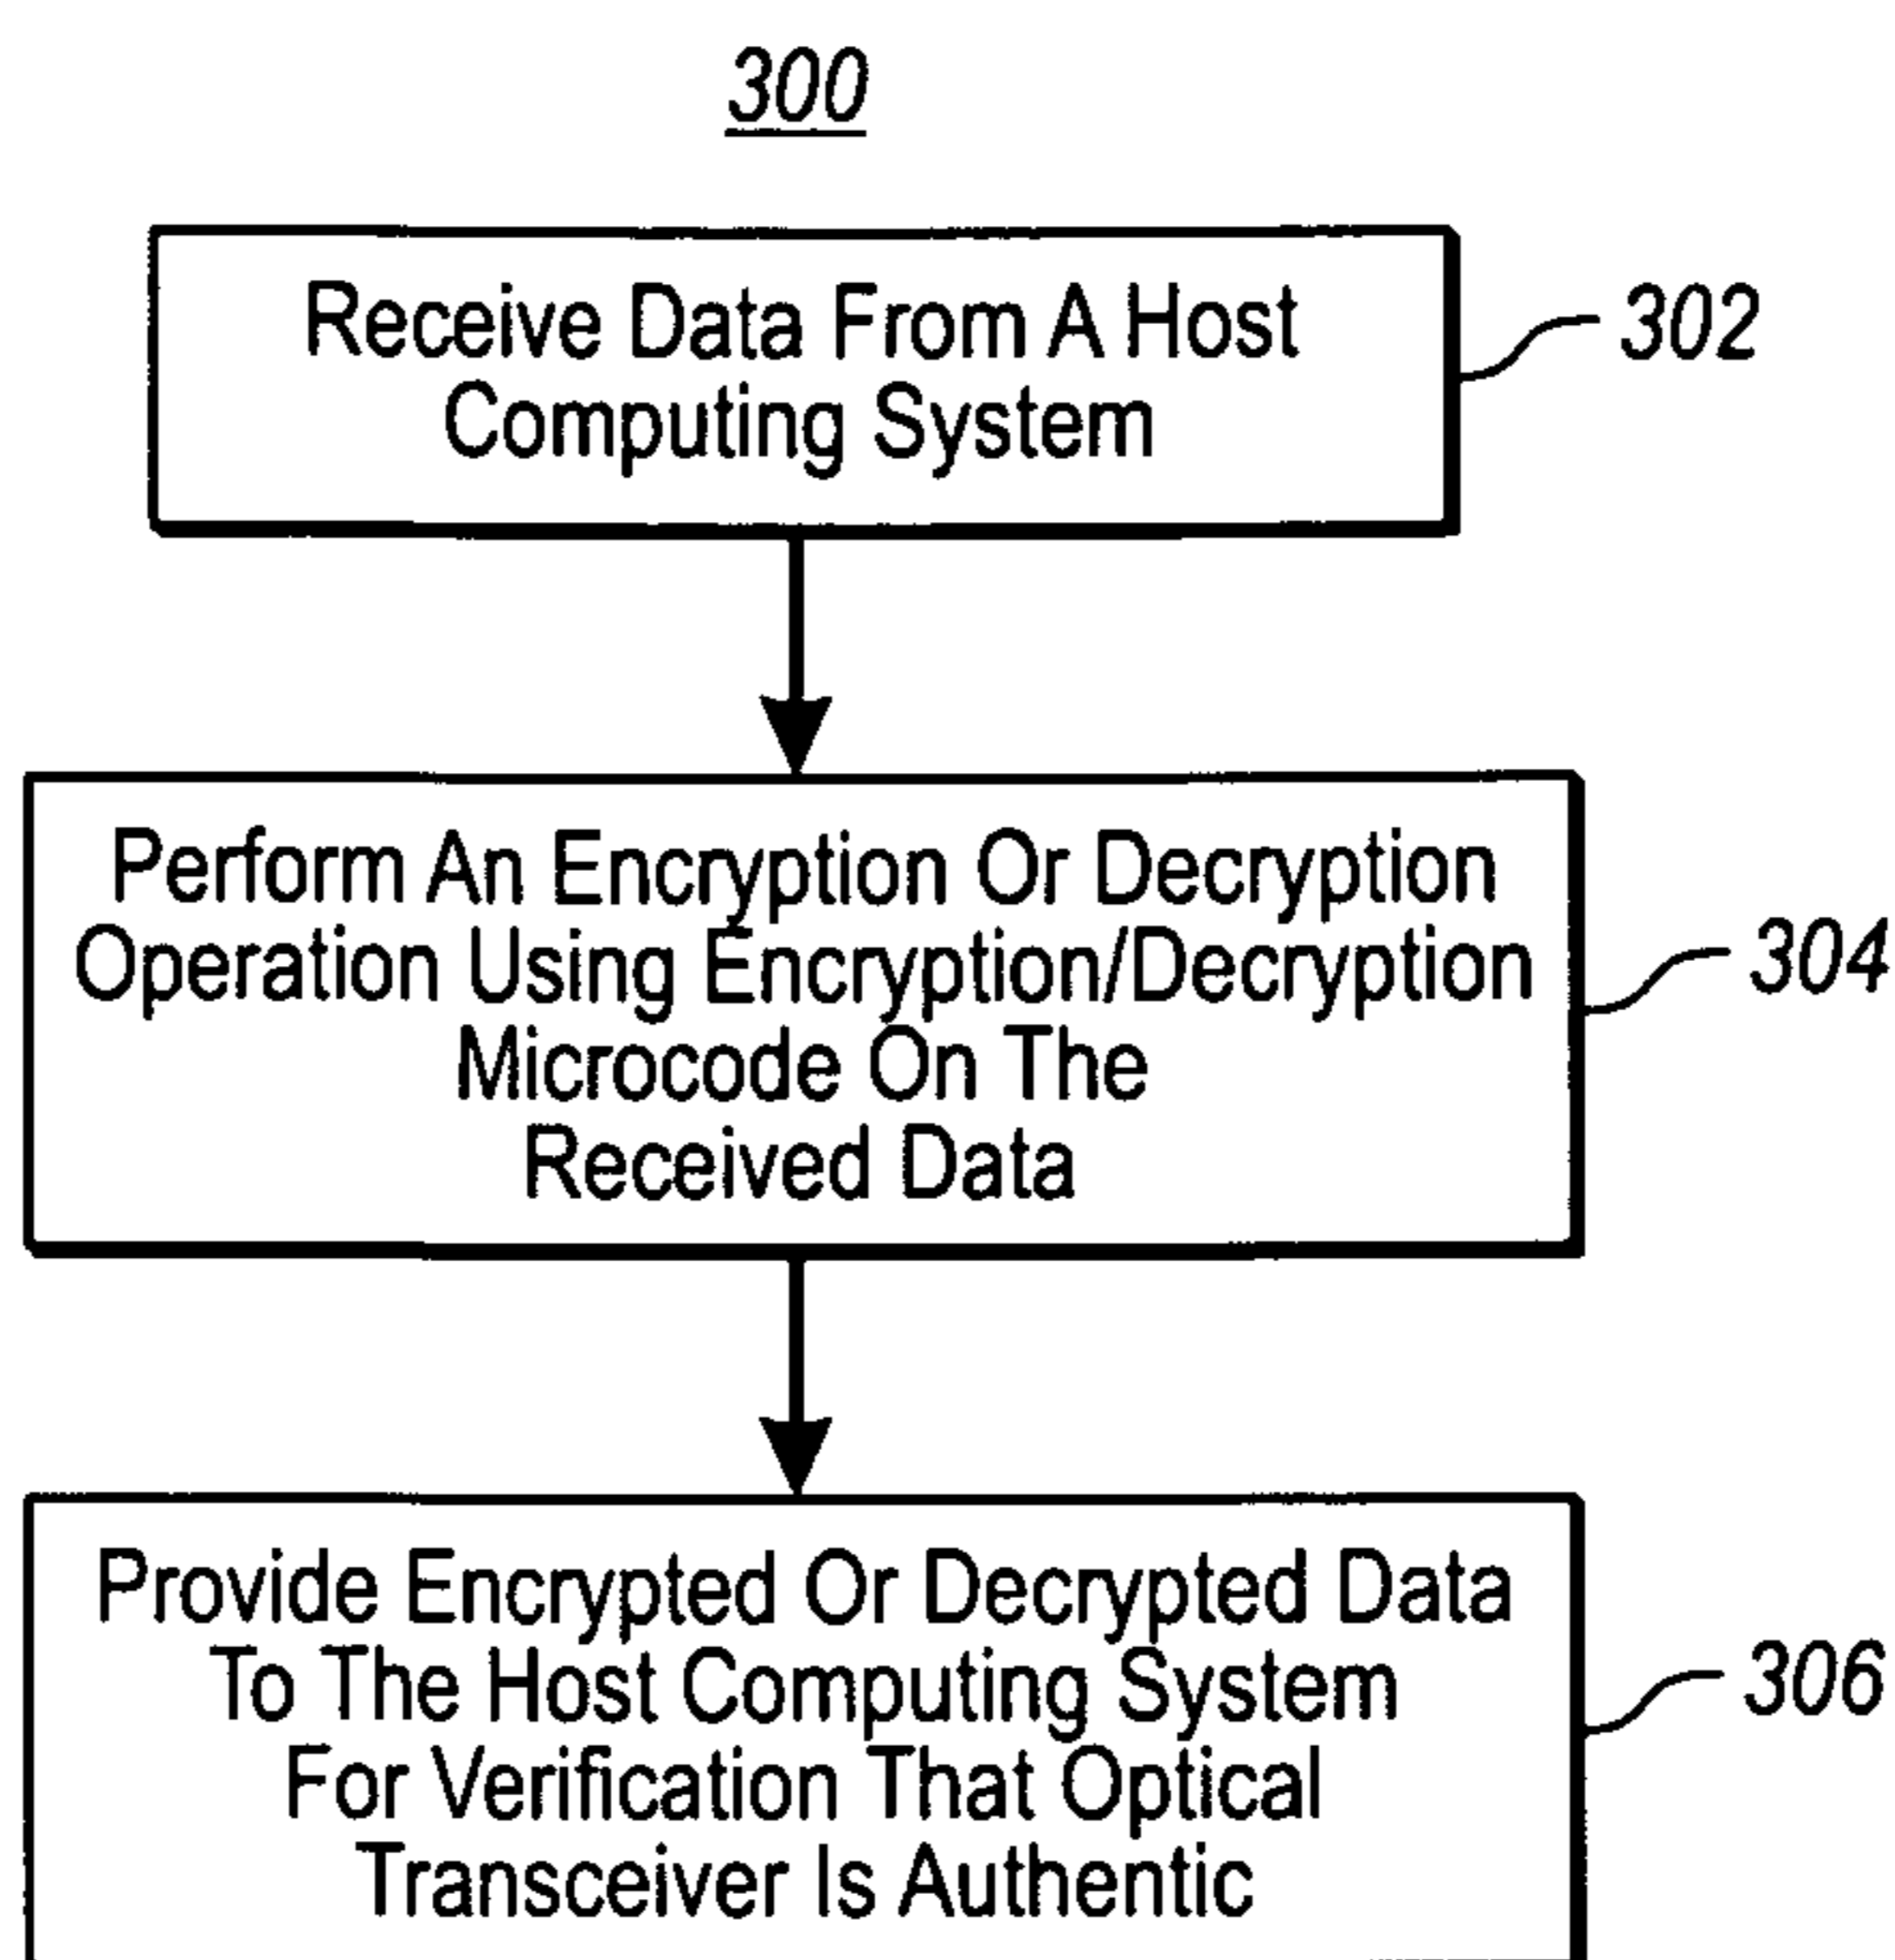 300
Receive Data From A Host
Computing System
302
Perform An Encryption Or Decryption
Operation Using Encryption/Decryption
Microcode On The
Received Data
304
Provide Encrypted Or Decrypted Data
To The Host Computing System
For Verification That Optical
Transceiver Is Authentic
306